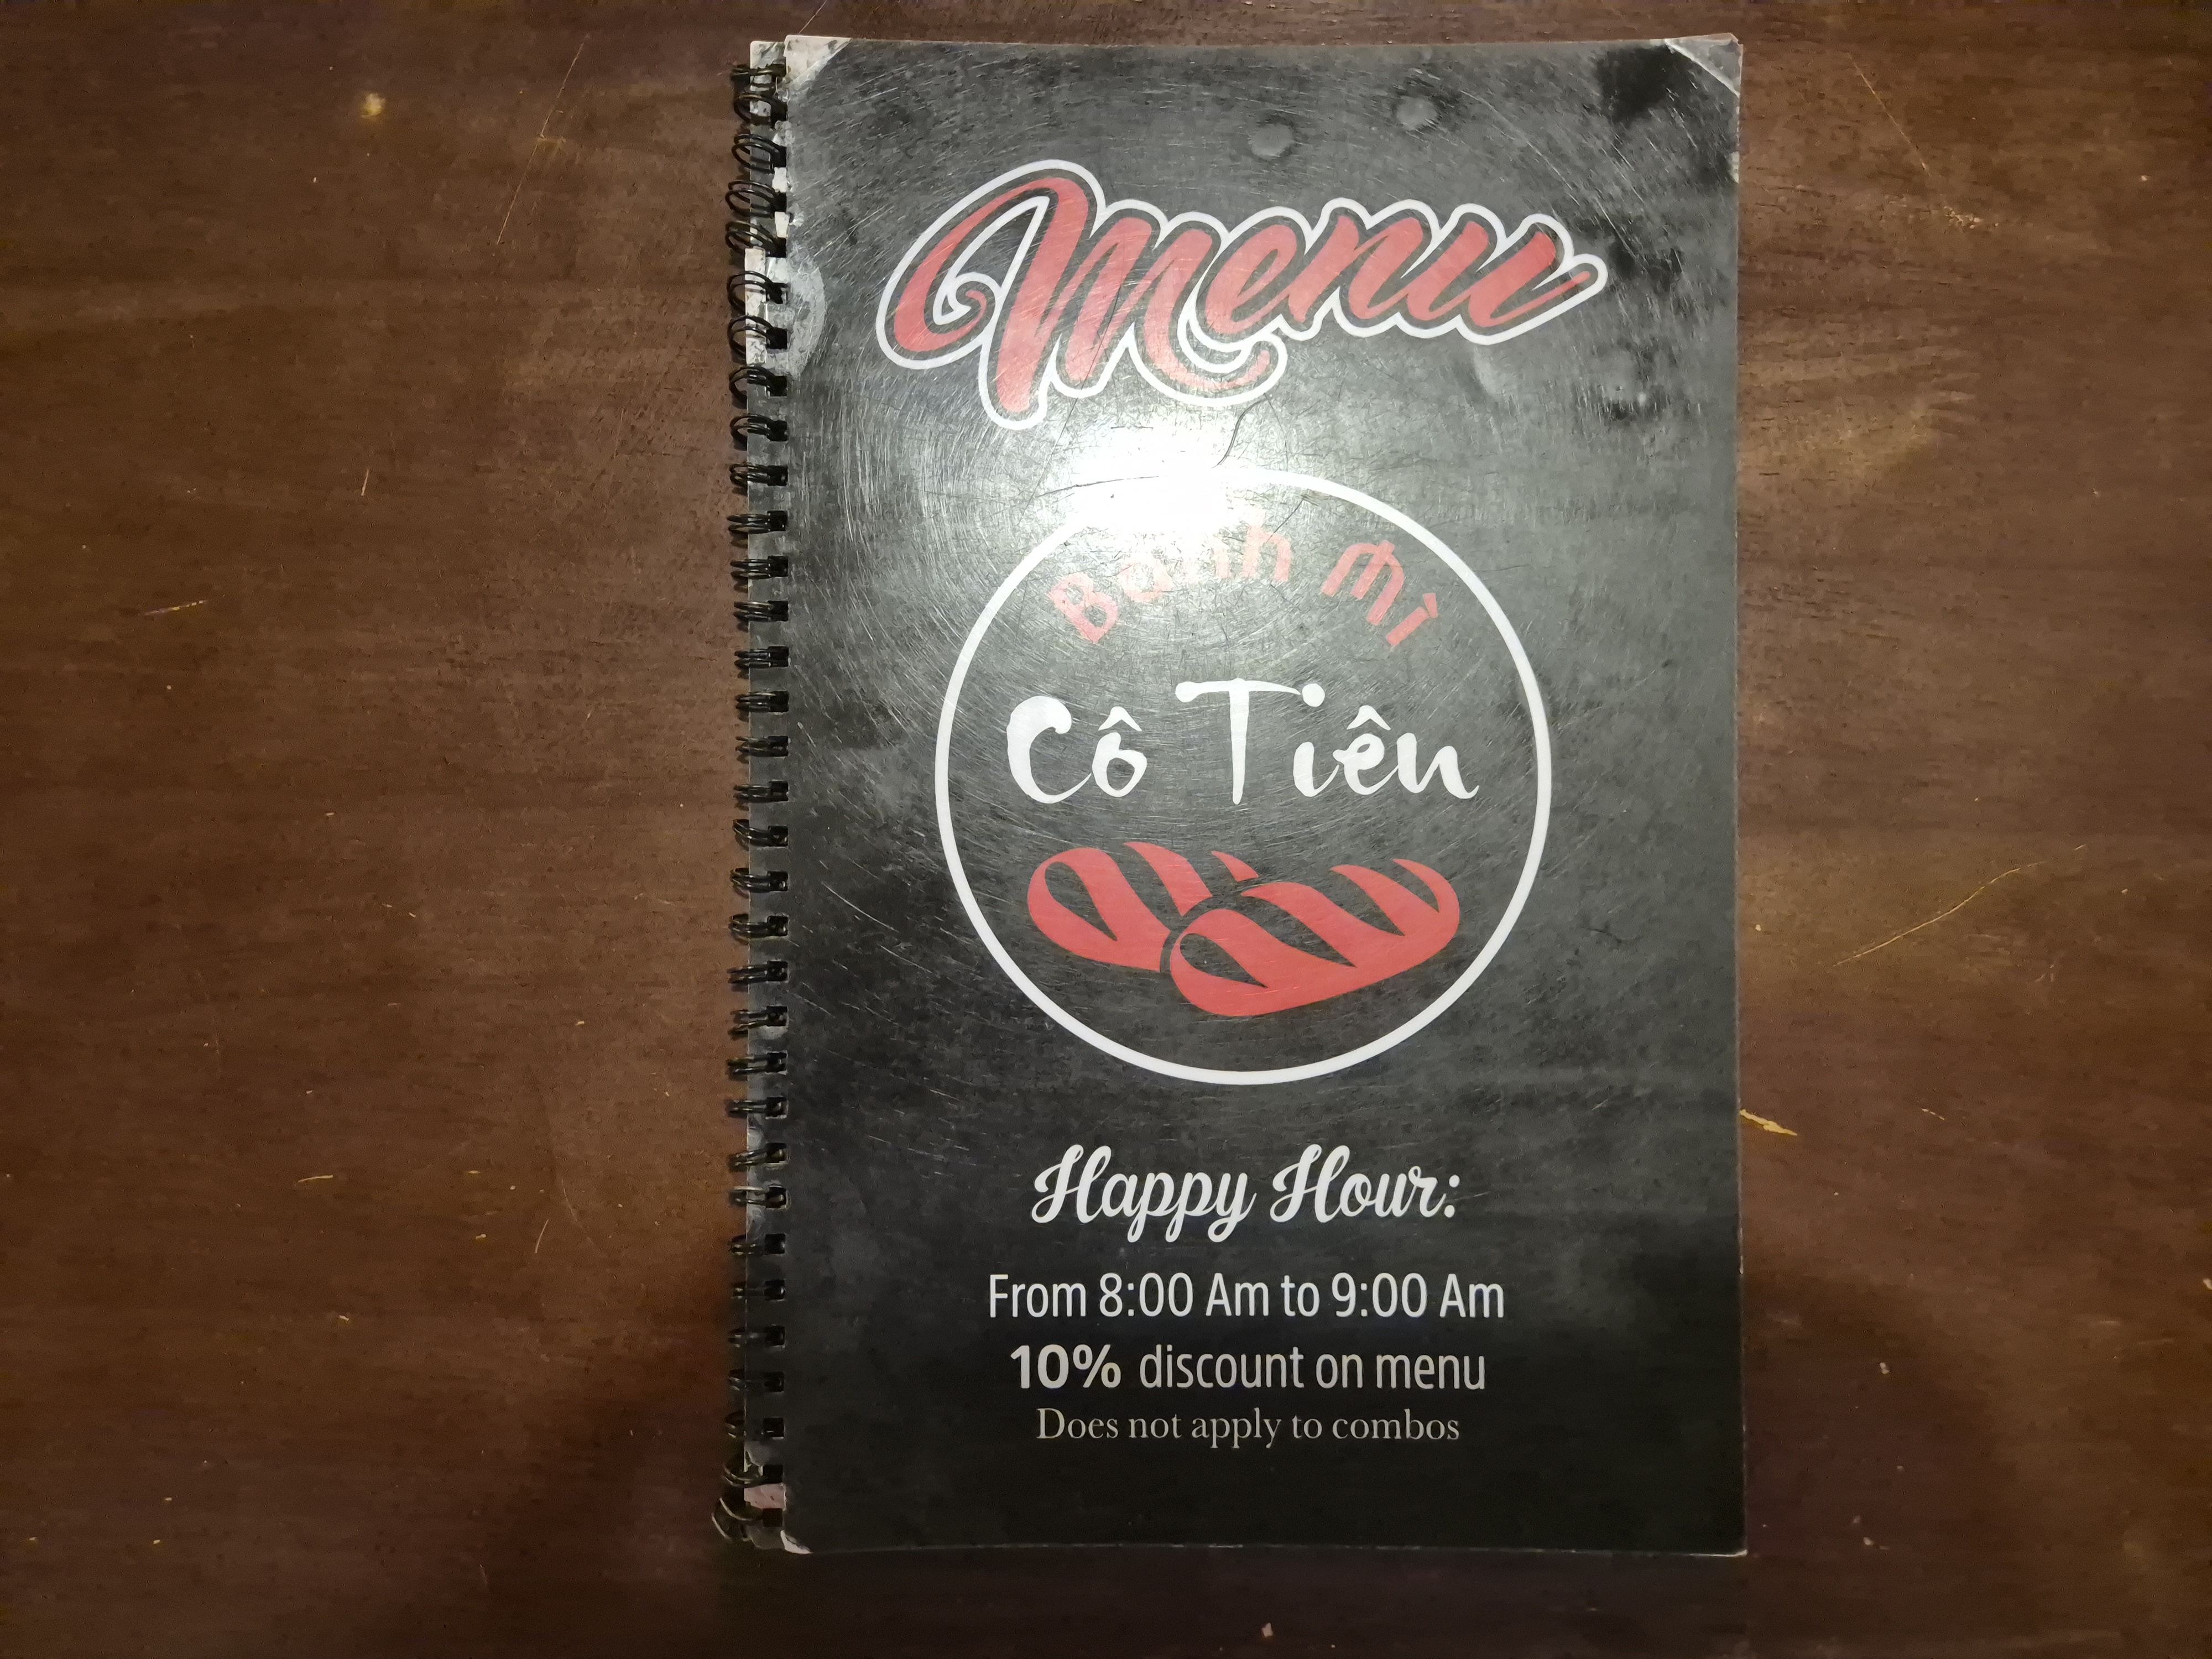 Menu
Bánh Mì
Cô Tiên
Happy Hour:
From 8:00 Am to 9:00 Am
10% discount on menu
Does not apply to combos